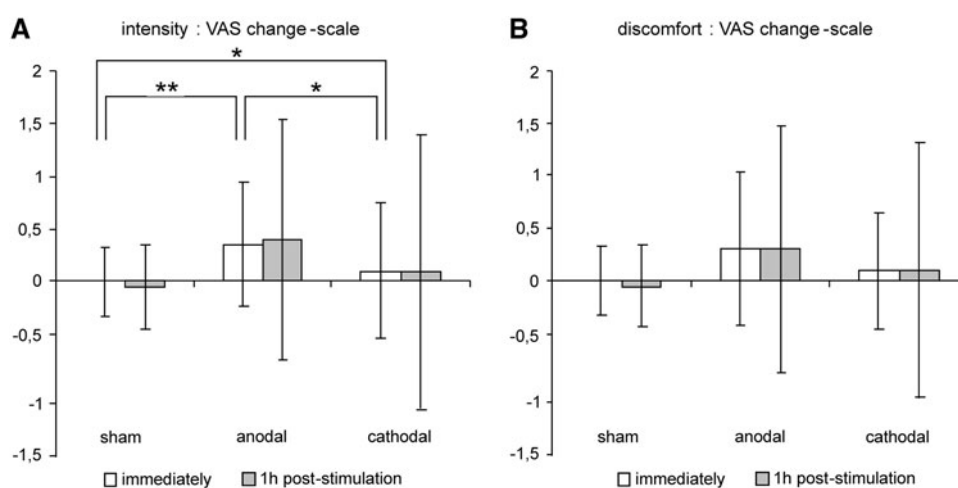 A
intensity : VAS change -scale
2
1,5
1
0,5
0
-0,5
-1
-1,5
*
**
*
sham
anodal
cathodal
immediately
1h post-stimulation
B
discomfort : VAS change -scale
2
1,5
1
0,5
0
-0,5
-1
-1,5
sham
anodal
cathodal
immediately
1h post-stimulation